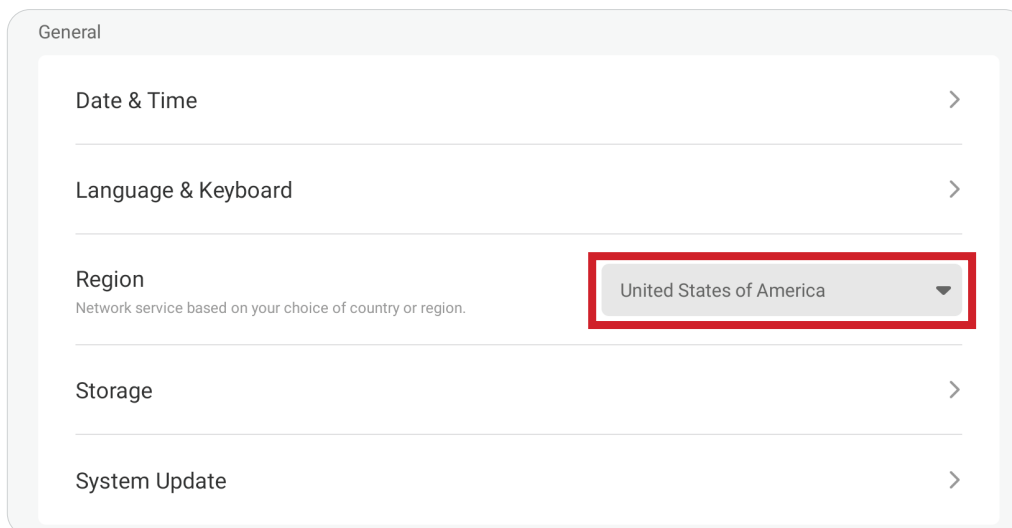 General
Date & Time
Language & Keyboard
Region
Network service based on your choice of country or region.
United States of America
Storage
System Update